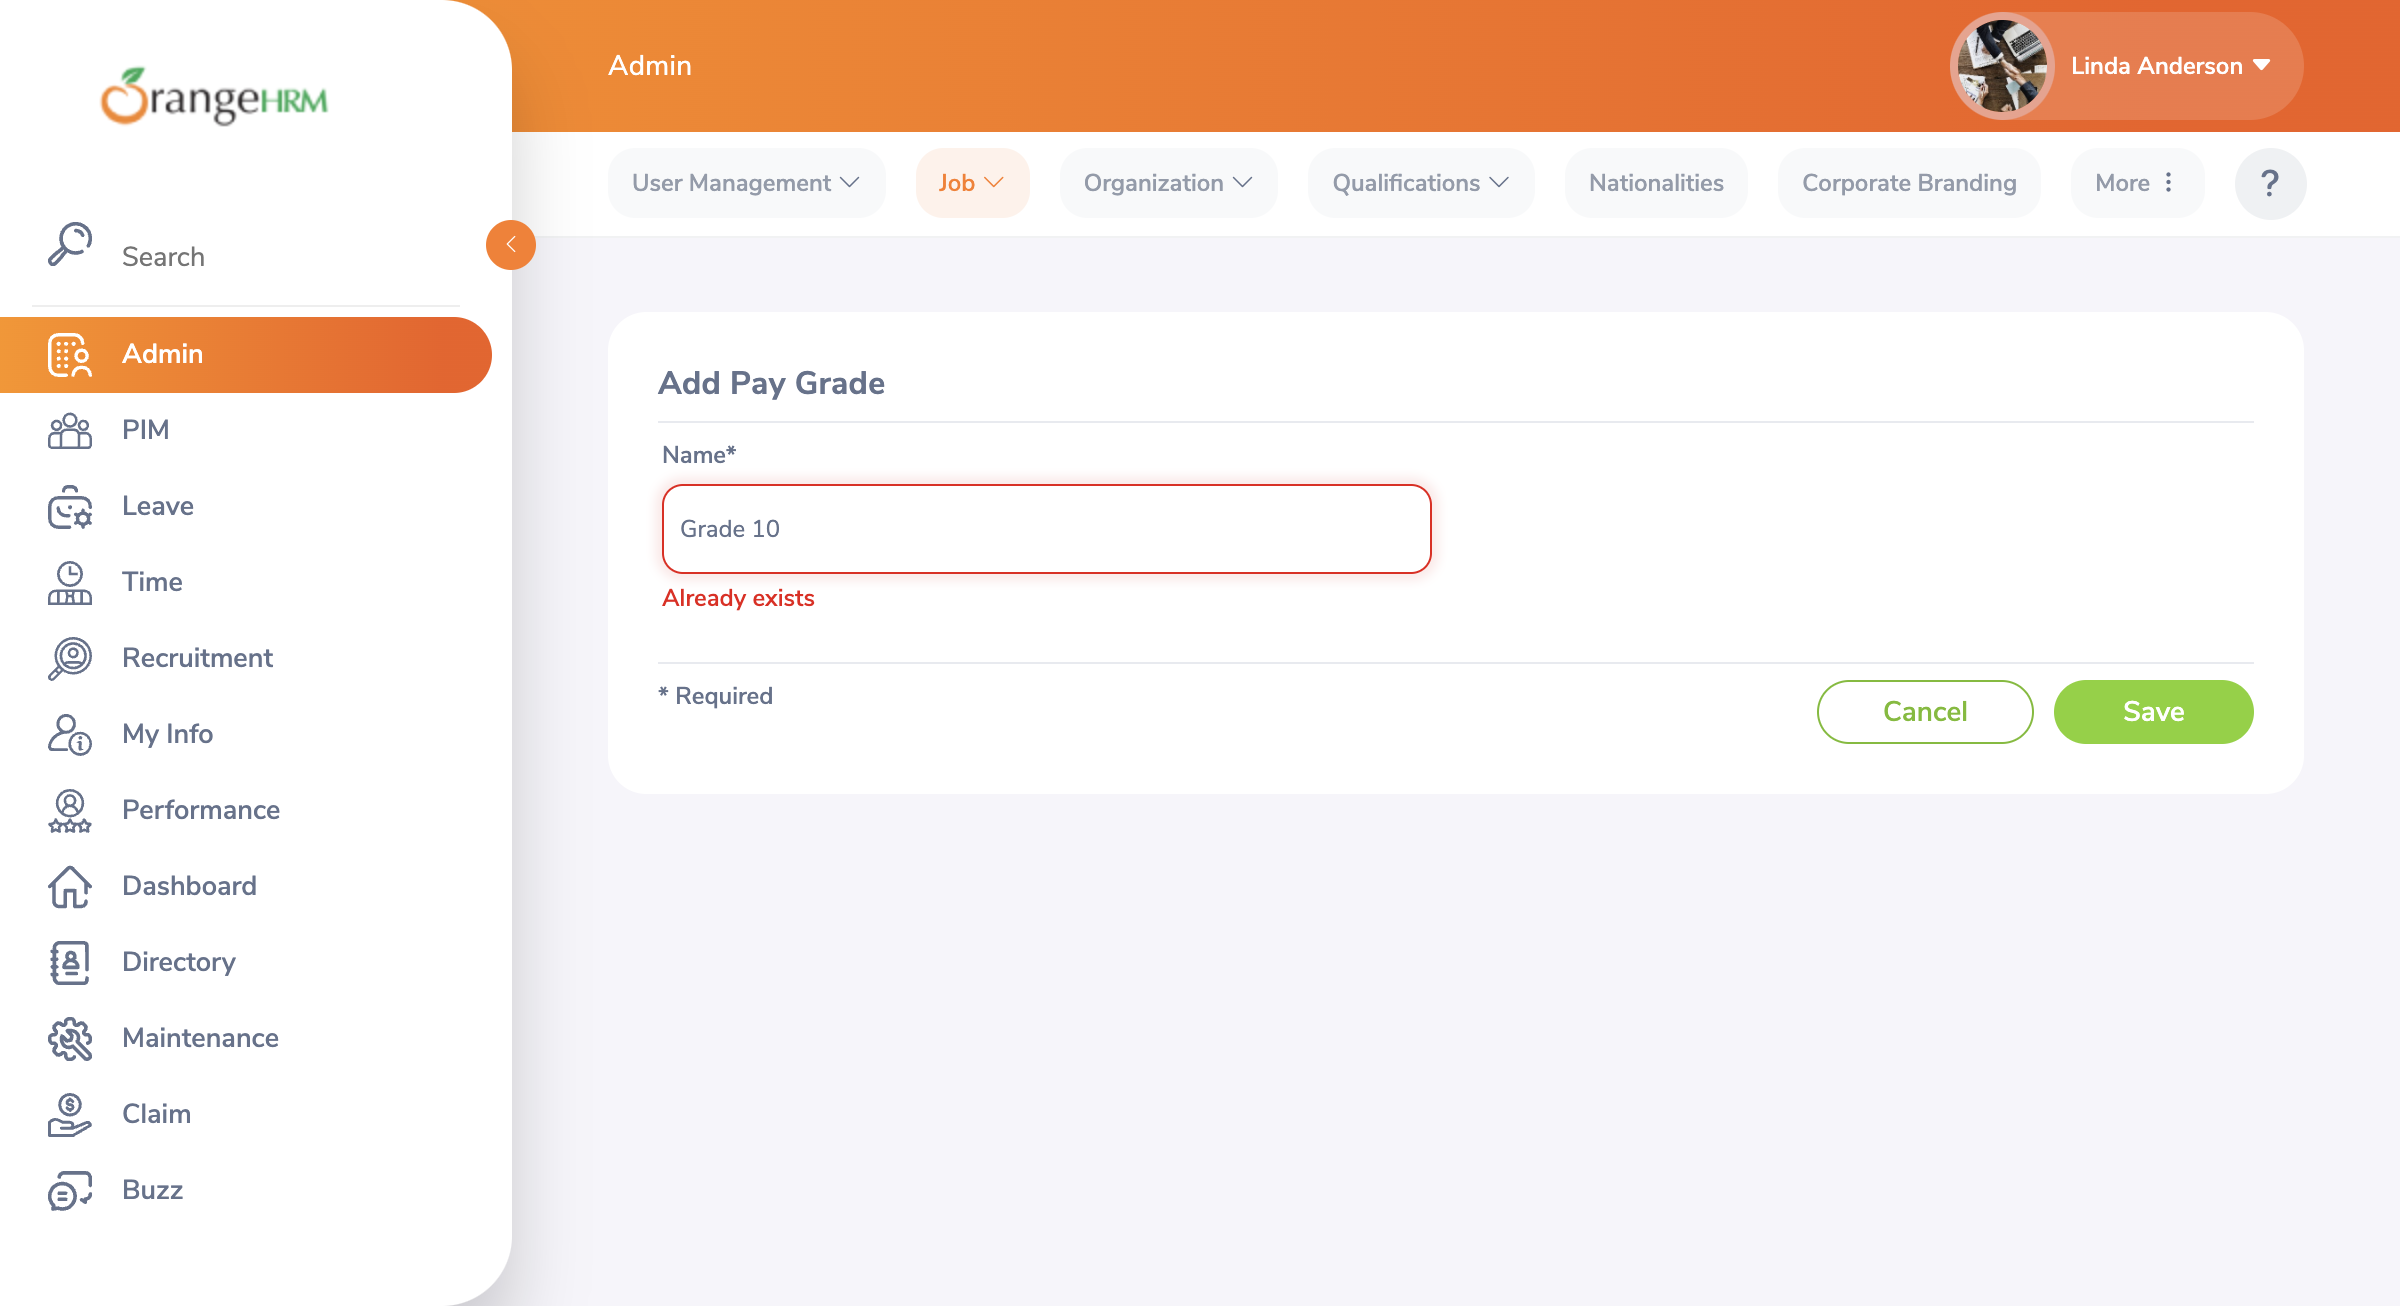 OrangeHRM
Admin
Linda Anderson
User Management
Job
Organization
Qualifications
Nationalities
Corporate Branding
More
?
Search
Admin
PIM
Leave
Time
Recruitment
My Info
Performance
Dashboard
Directory
Maintenance
Claim
Buzz
Add Pay Grade
Name*
Grade 10
Already exists
* Required
Cancel
Save